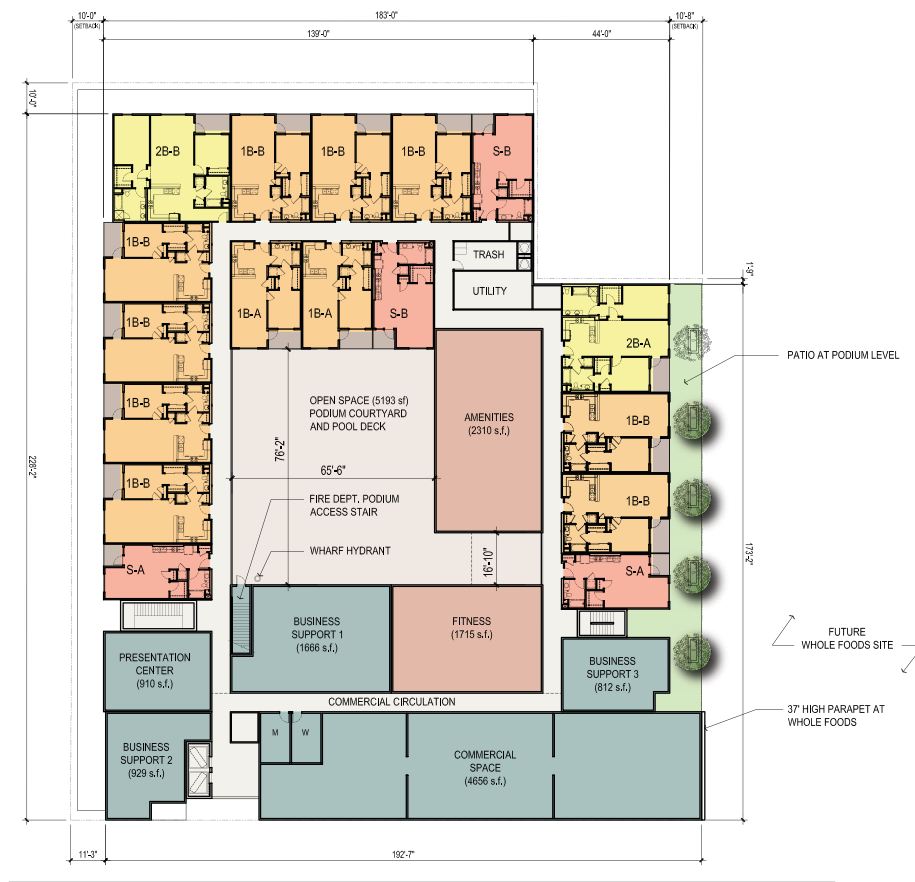 10'-0"
(SETBACK)
183'-0"
10'-8"
(SETBACK)
139'-0"
44'-0"
10'-0"
2B-B
1B-B
1B-B
1B-B
S-B
1B-B
TRASH
1'-9"
UTILITY
1B-A
1B-A
S-B
1B-B
2B-A
PATIO AT PODIUM LEVEL
OPEN SPACE (5193 sf)
PODIUM COURTYARD
AND POOL DECK
AMENITIES
(2310 s.f.)
1B-B
1B-B
76'-2"
65'-6"
228'-2"
1B-B
1B-B
FIRE DEPT. PODIUM
ACCESS STAIR
WHARF HYDRANT
16'-10"
173'-2"
S-A
S-A
BUSINESS
SUPPORT 1
(1666 s.f.)
FITNESS
(1715 s.f.)
FUTURE
WHOLE FOODS SITE
PRESENTATION
CENTER
(910 s.f.)
BUSINESS
SUPPORT 3
(812 s.f.)
COMMERCIAL CIRCULATION
37' HIGH PARAPET AT
WHOLE FOODS
M
W
BUSINESS
SUPPORT 2
(929 s.f.)
COMMERCIAL
SPACE
(4656 s.f.)
11'-3"
192'-7"